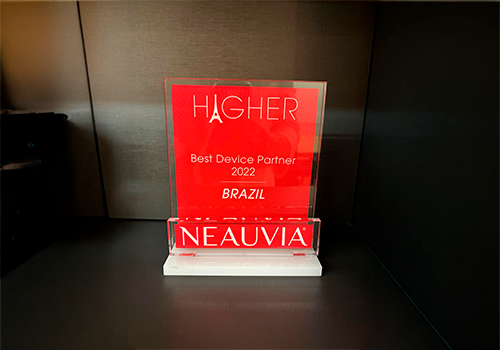 HIGHER
Best Device Partner
2022
BRAZIL
NEAUVIA®